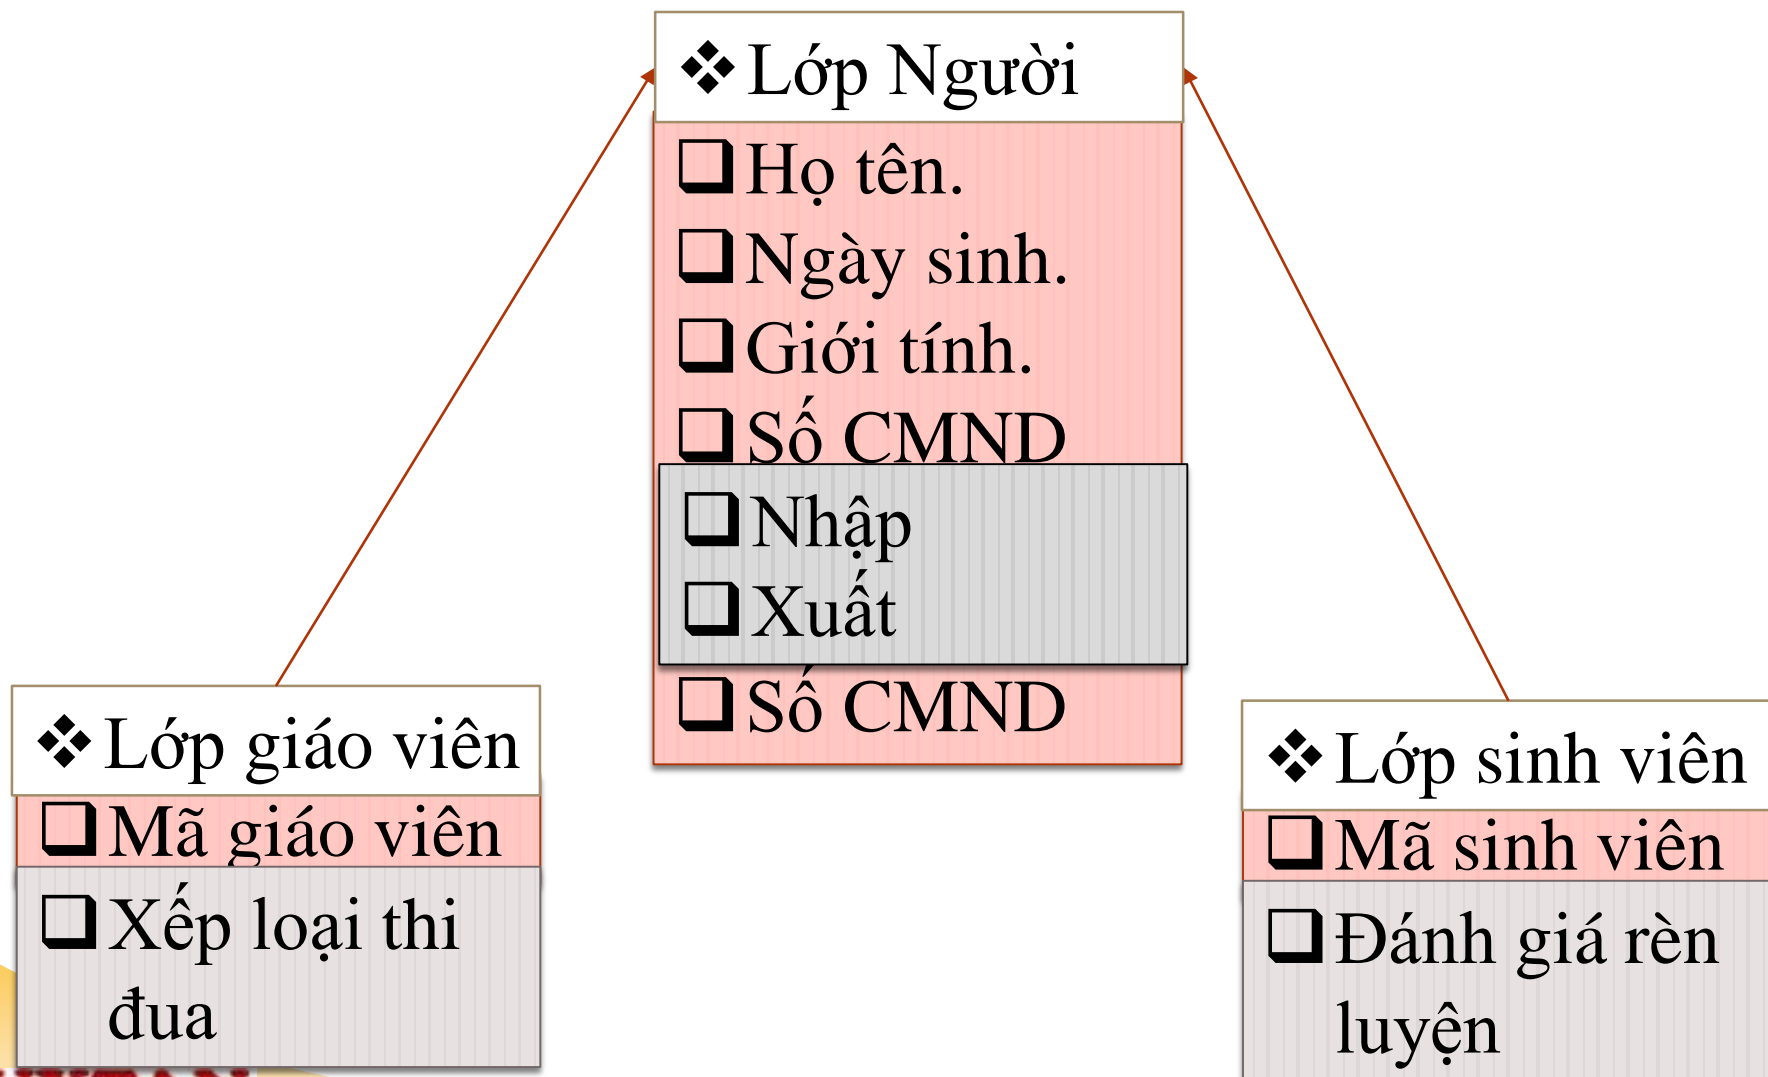 ❖ Lớp Người
❑ Họ tên.
❑ Ngày sinh.
❑ Giới tính.
❑ Số CMND
❑ Nhập
❑ Xuất
❑ Số CMND
❖ Lớp giáo viên
❑ Mã giáo viên
❑ Xếp loại thi
đua
❖ Lớp sinh viên
❑ Mã sinh viên
❑ Đánh giá rèn
luyện